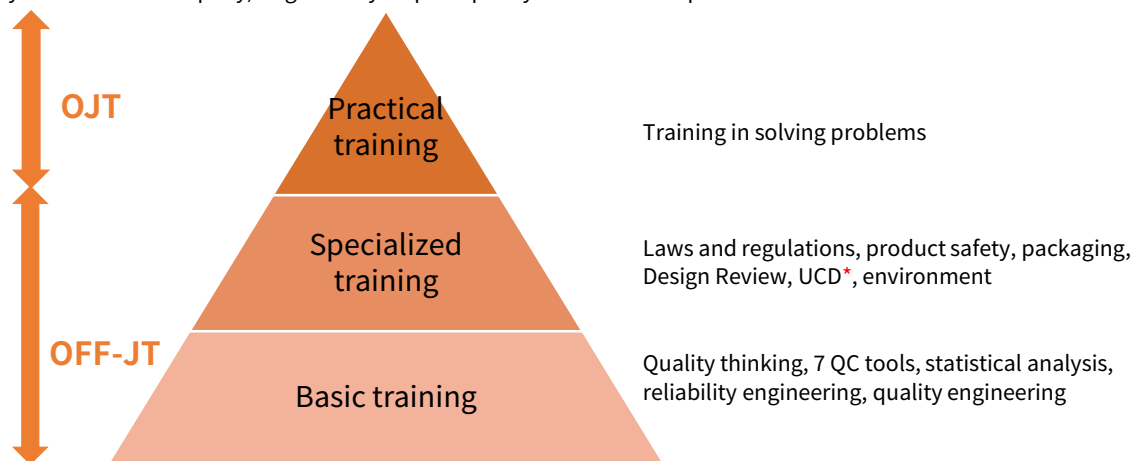 OJT
Practical
training
Training in solving problems
Specialized
training
Laws and regulations, product safety, packaging,
Design Review, UCD*, environment
OFF-JT
Basic training
Quality thinking, 7 QC tools, statistical analysis,
reliability engineering, quality engineering